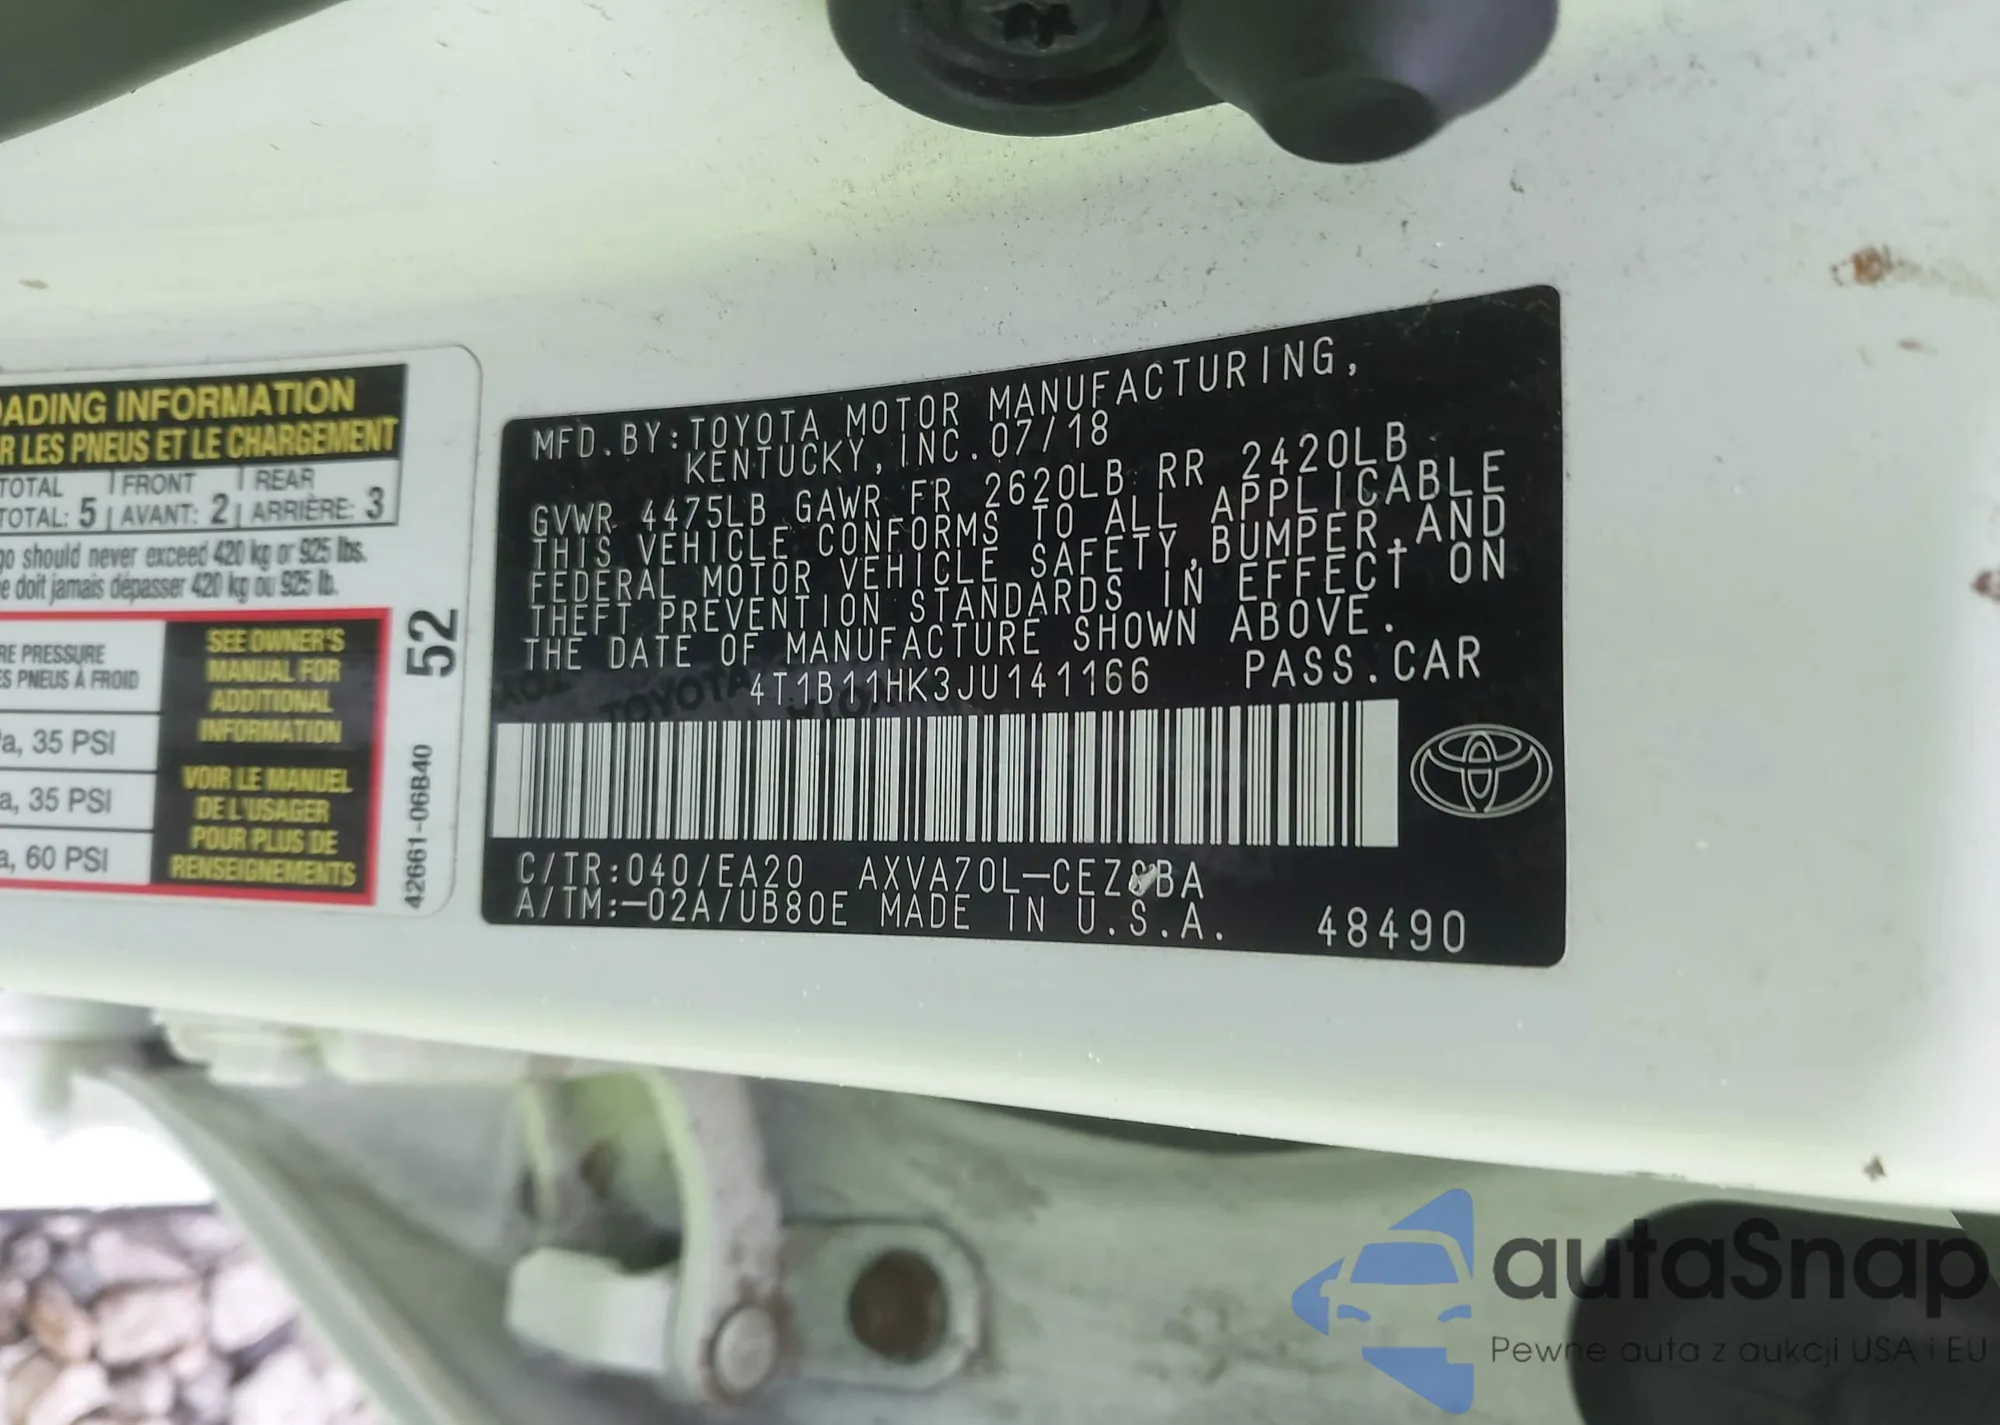 OADING INFORMATION
R LES PNEUS ET LE CHARGEMENT
TOTAL FRONT REAR
TOTAL: 5 AVANT: 2 ARRIÈRE: 3
go should never exceed 420 kg or 925 lbs.
e doit jamais dépasser 420 kg ou 925 lb.
RE PRESSURE
ES PNEUS À FROID
a, 35 PSI
a, 35 PSI
a, 60 PSI
SEE OWNER'S
MANUAL FOR
ADDITIONAL
INFORMATION
VOIR LE MANUEL
DE L'USAGER
POUR PLUS DE
RENSEIGNEMENTS
52
42661-06B40
MFD.BY:TOYOTA MOTOR MANUFACTURING,
KENTUCKY,INC.07/18
GVWR 4475LB GAWR FR 2620LB RR 2420LB
THIS VEHICLE CONFORMS TO ALL APPLICABLE
FEDERAL MOTOR VEHICLE SAFETY,BUMPER,AND
THEFT PREVENTION STANDARDS IN EFFECT ON
THE DATE OF MANUFACTURE SHOWN ABOVE.
4T1B11HK3JU141166 PASS.CAR
TOYOTA
C/TR:040/EA20 AXVA70L-CEZ BA
A/TM:-02A/UB80E MADE IN U.S.A. 48490
autaSnap
Pewne auta z aukcji USA i EU